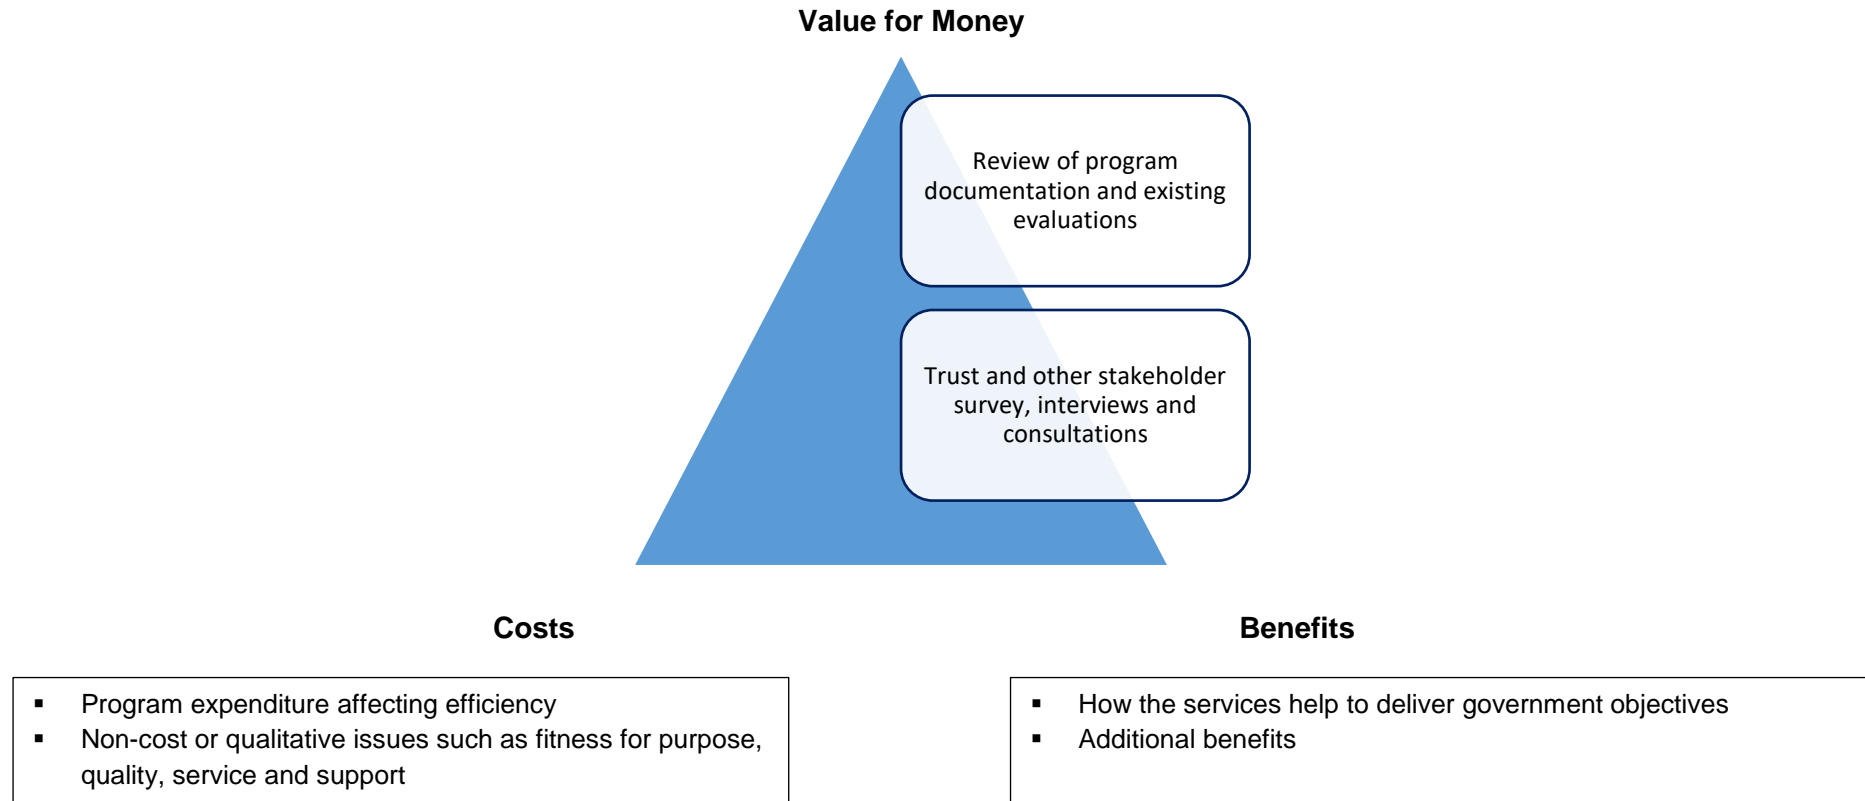 Value for Money
Review of program
documentation and existing
evaluations
Trust and other stakeholder
survey, interviews and
consultations
Costs
▪ Program expenditure affecting efficiency
▪ Non-cost or qualitative issues such as fitness for purpose,
quality, service and support
Benefits
▪ How the services help to deliver government objectives
▪ Additional benefits